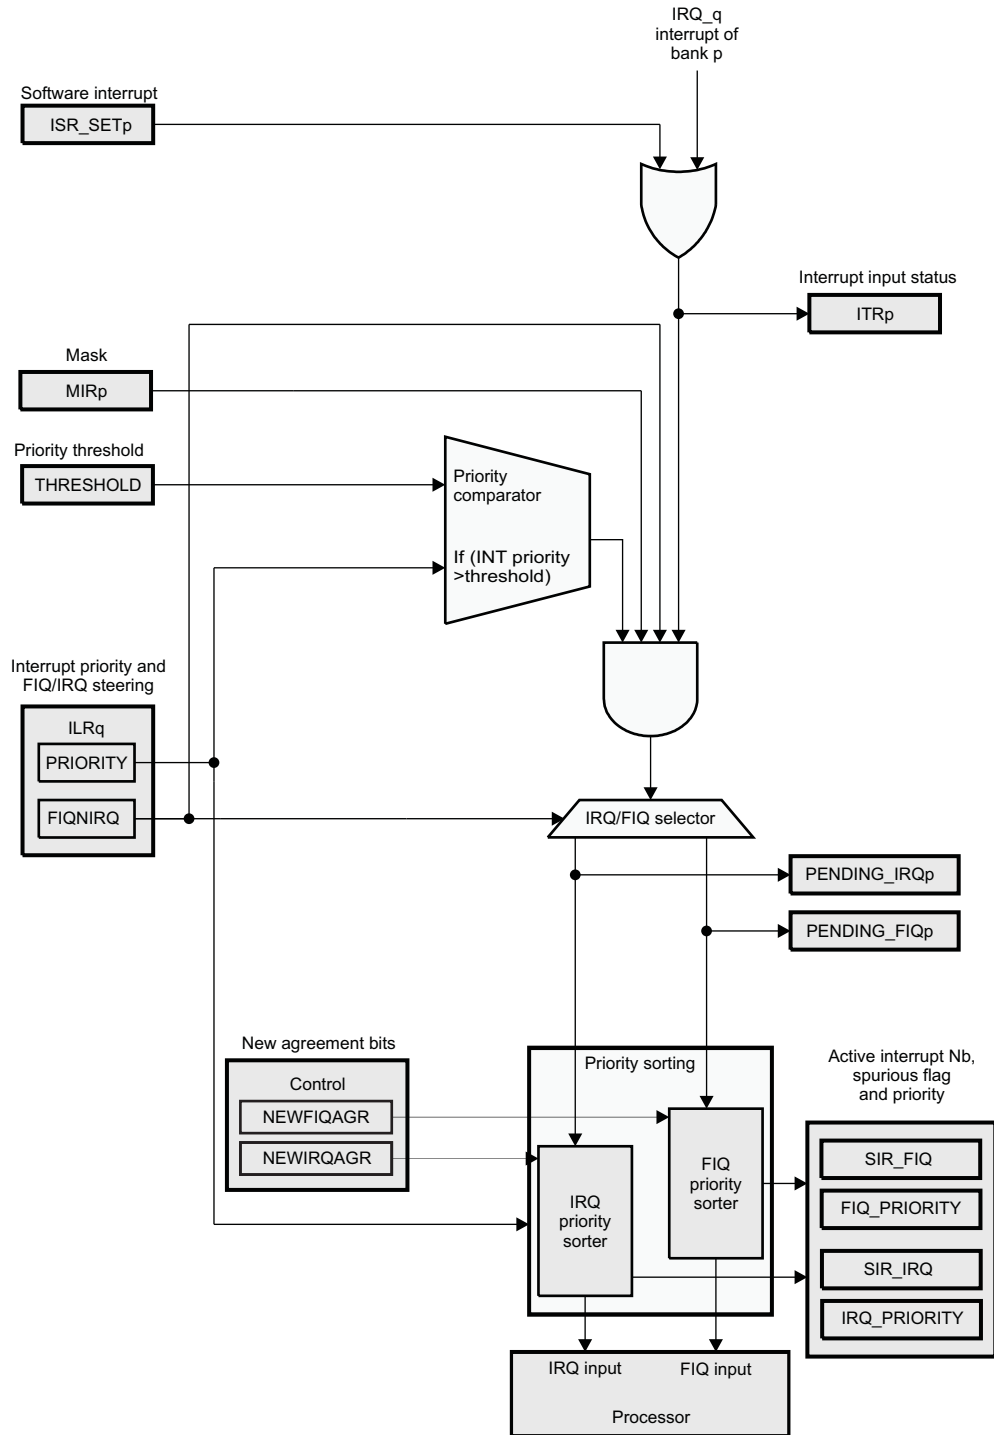 IRQ_q
interrupt of
bank p
Software interrupt
ISR_SETp
Interrupt input status
ITRp
Mask
MIRp
Priority threshold
THRESHOLD
Priority
comparator
If (INT priority
>threshold)
Interrupt priority and
FIQ/IRQ steering
ILRq
PRIORITY
FIQNIRQ
IRQ/FIQ selector
PENDING_IRQp
PENDING_FIQp
New agreement bits
Control
NEWFIQAGR
NEWIRQAGR
Priority sorting
IRQ
priority
sorter
FIQ
priority
sorter
Active interrupt Nb,
spurious flag
and priority
SIR_FIQ
FIQ_PRIORITY
SIR_IRQ
IRQ_PRIORITY
IRQ input
FIQ input
Processor